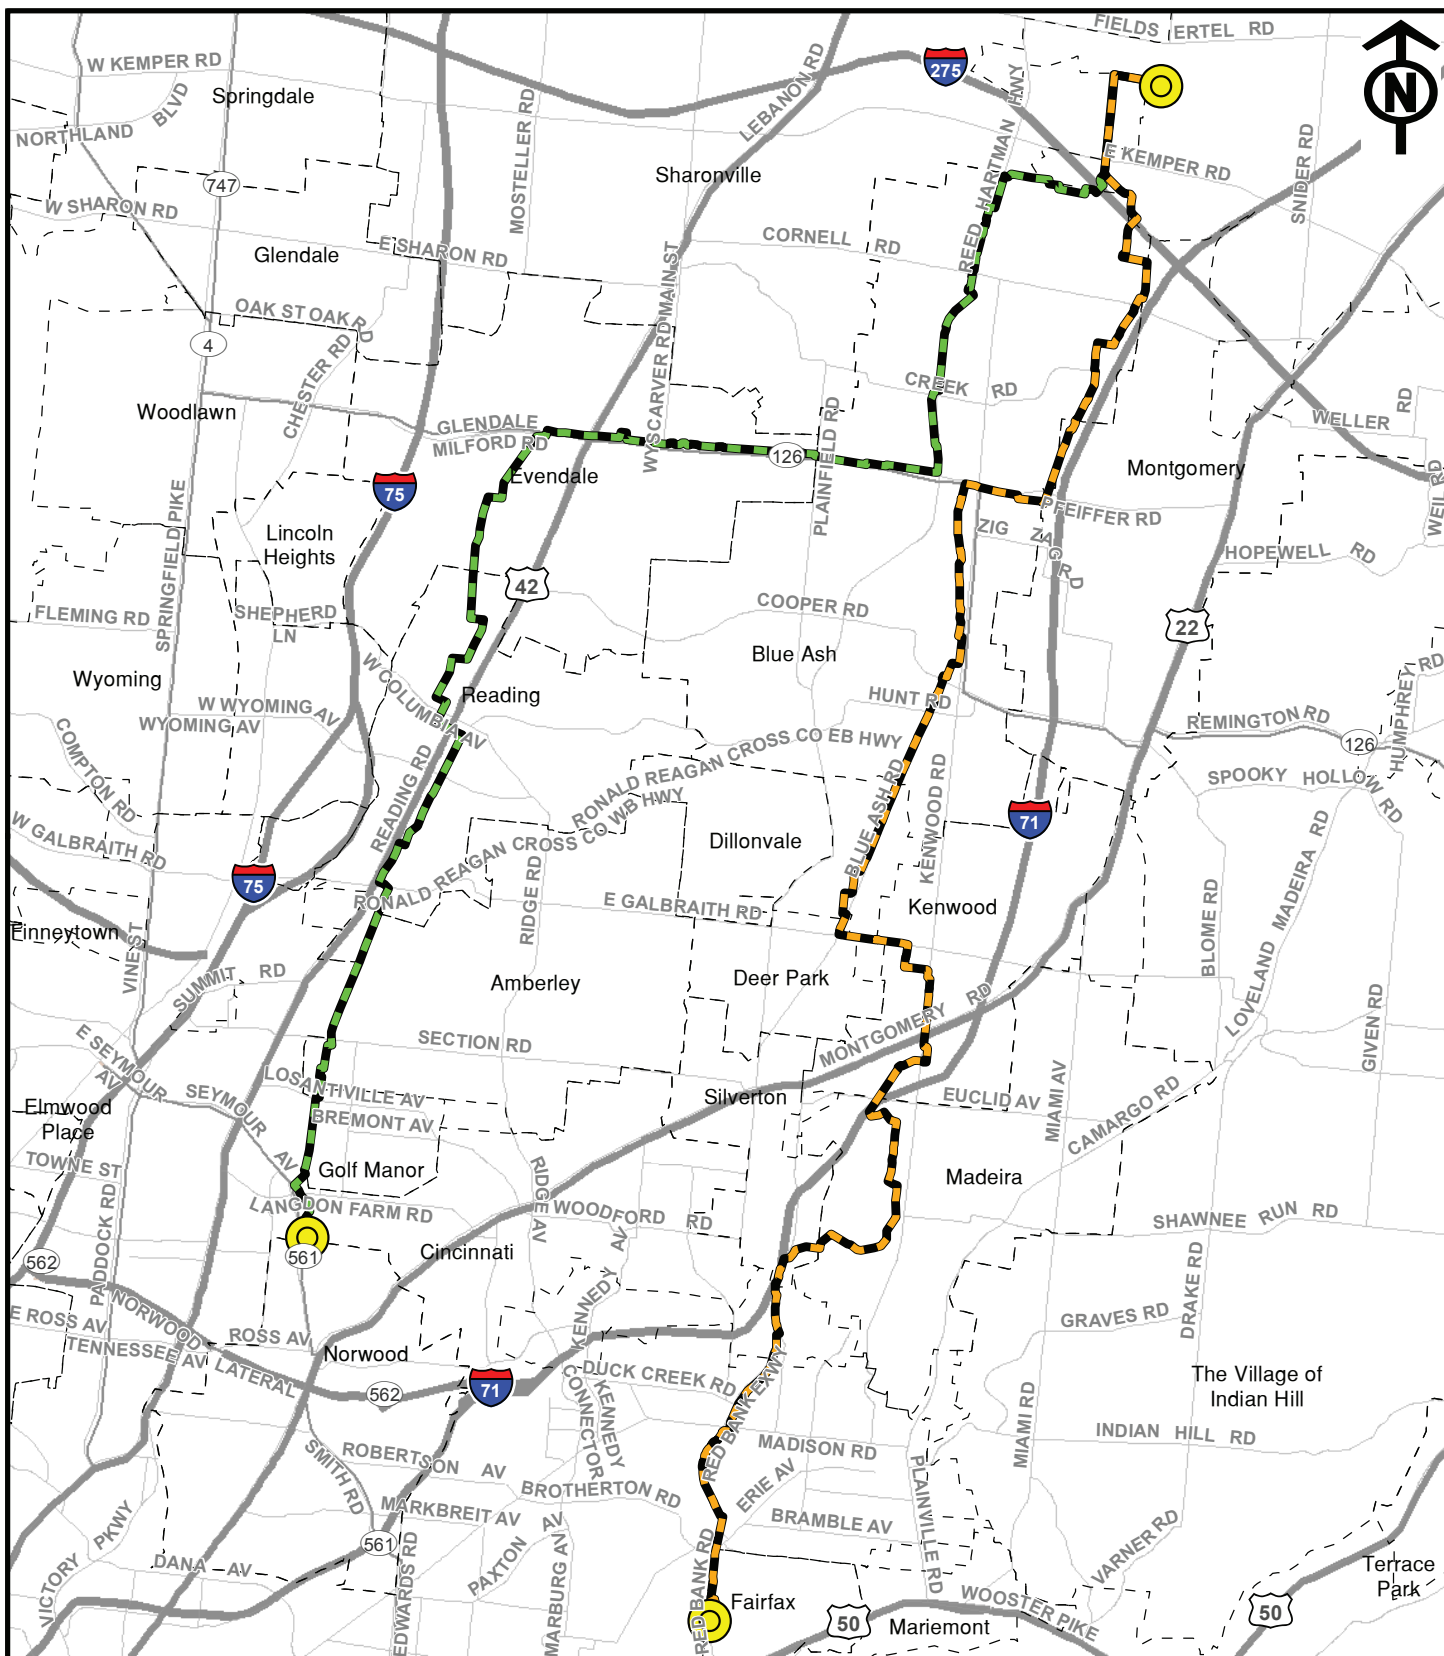 FIELDS ERTEL RD
W KEMPER RD
275
LEBANON RD
Springdale
BLVD
NORTHLAND
MOSTELLER RD
HARTMAN HWY
REED
N
E KEMPER RD
SNIDER RD
Sharonville
747
W SHARON RD
CORNELL RD
Glendale
E SHARON RD
WYSCARVER RD MAIN ST
OAK ST OAK RD
4
CHESTER RD
CREEK RD
Woodlawn
WELLER RD
GLENDALE
MILFORD RD
PLAINFIELD RD
126
Evendale
Montgomery
75
WEIL RD
PFEIFFER RD
SPRINGFIELD PIKE
Lincoln
Heights
ZIG ZAG RD
HOPEWELL RD
42
COOPER RD
FLEMING RD
SHEPHERD
LN
22
Blue Ash
Wyoming
W COLUMBIA AV
Reading
HUNT RD
HUMPHREY RD
W WYOMING AV
WYOMING AV
REMINGTON RD
126
COMPTON RD
READING RD
RONALD REAGAN CROSS CO EB HWY
RONALD REAGAN CROSS CO WB HWY
SPOOKY HOLLOW RD
BLUE ASH RD
KENWOOD RD
71
W GALBRAITH RD
Dillonvale
LOVELAND MADEIRA RD
75
RIDGE RD
E GALBRAITH RD
Kenwood
BLOME RD
Finneytown
VINE ST
SUMMIT RD
Amberley
Deer Park
MONTGOMERY RD
GIVEN RD
E SEYMOUR AV
SECTION RD
LOSANTIVILLE AV
SEYMOUR AV
Silverton
EUCLID AV
MIAMI AV
CAMARGO RD
Elmwood
Place
BREMONT AV
TOWNE ST
Golf Manor
Madeira
RIDGE AV
PADDOCK RD
LANGDON FARM RD
WOODFORD RD
SHAWNEE RUN RD
Cincinnati
561
562
DRAKE RD
KENNEDY AV
NORWOOD LATERAL
E ROSS AV
ROSS AV
GRAVES RD
TENNESSEE AV
Norwood
562
71
DUCK CREEK RD
KENNEDY
CONNECTOR
RED BANK EXWY
The Village of
Indian Hill
MIAMI RD
INDIAN HILL RD
MADISON RD
ROBERTSON AV
SMITH RD
PLAINVILLE RD
ERIE AV
BROTHERTON RD
MARKBREIT AV
BRAMBLE AV
561
VICTORY PKWY
DANA AV
EDWARDS RD
PAXTON AV
MARBURG AV
RED BANK RD
VARNER RD
Terrace
Park
Fairfax
WOOSTER PIKE
50
Mariemont
50